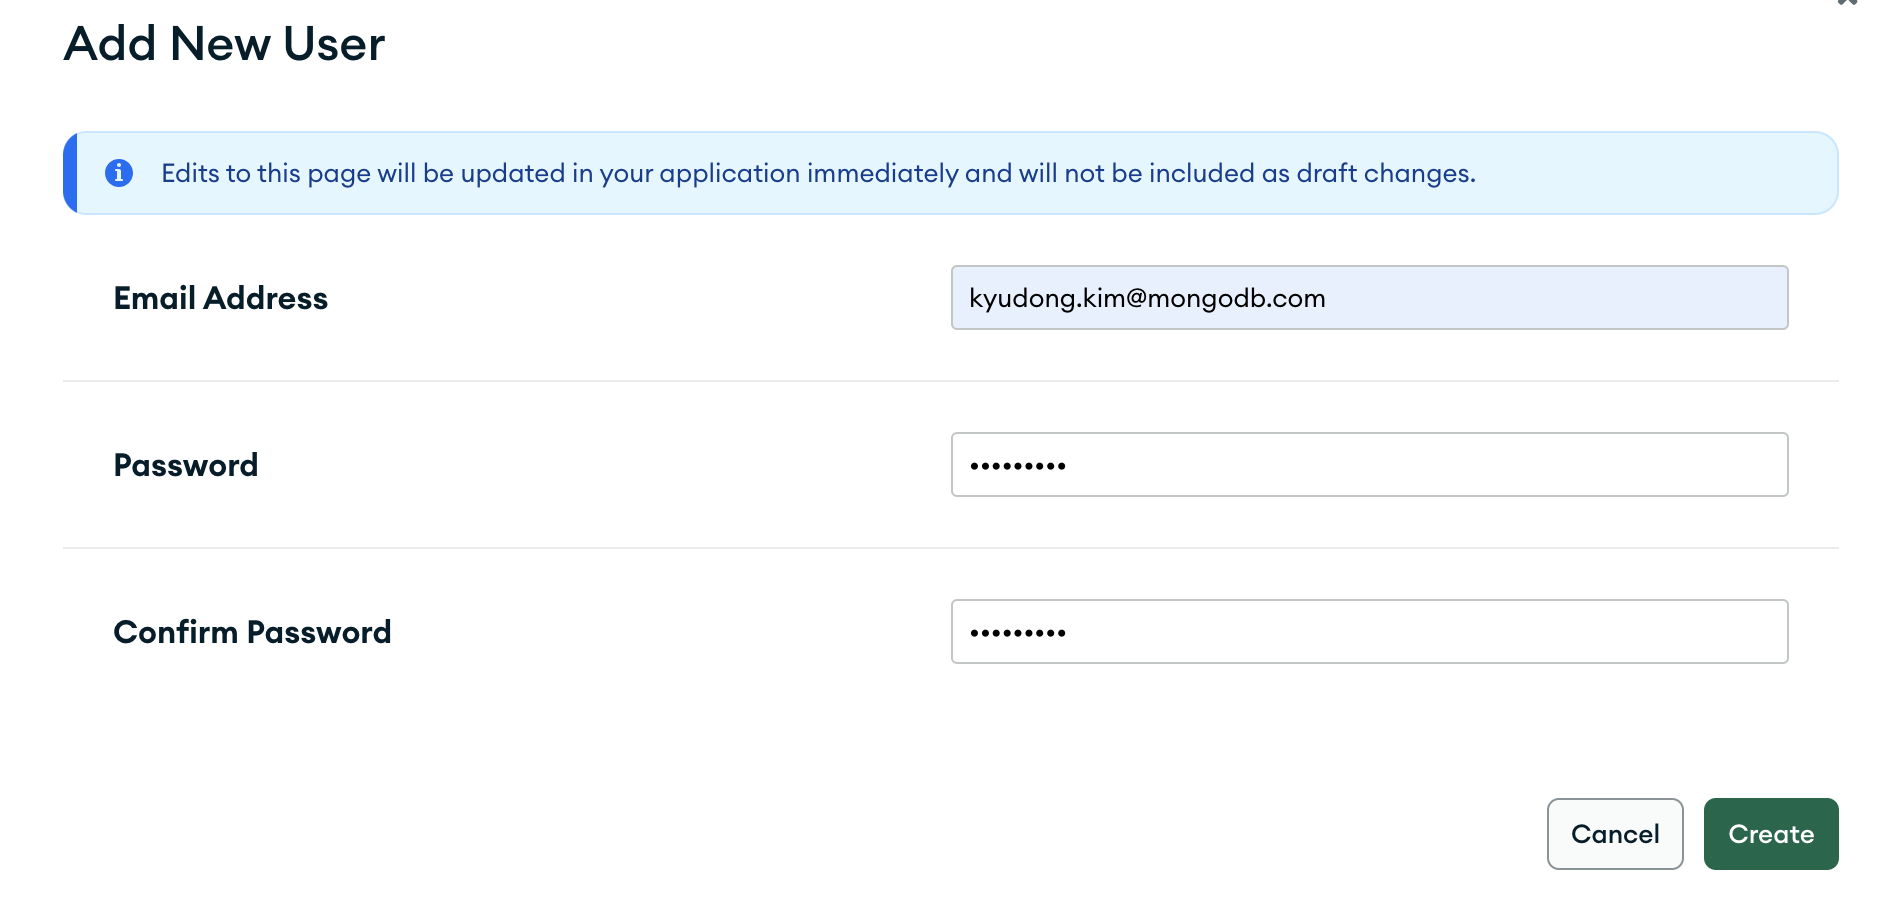 Add New User
Edits to this page will be updated in your application immediately and will not be included as draft changes.
Email Address
kyudong.kim@mongodb.com
Password
•••••••••
Confirm Password
•••••••••
Cancel
Create